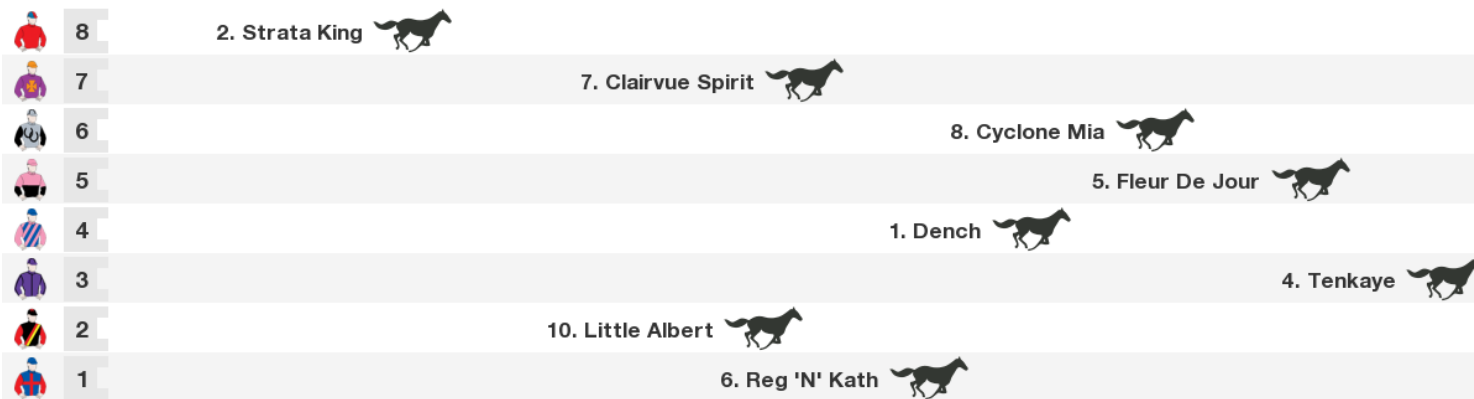 8 2. Strata King
7 7. Clairvue Spirit
6 8. Cyclone Mia
5 5. Fleur De Jour
4 1. Dench
3 4. Tenkaye
2 10. Little Albert
1 6. Reg 'N' Kath